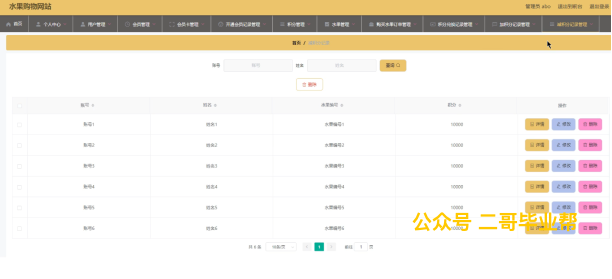 水果购物网站
管理员 abo 退出到前台 退出登录
首页 个人中心 用户管理 会员管理 会员卡管理 开通会员记录管理 积分管理 水果管理 购买水果订单管理 积分兑换记录管理 加积分记录管理 减积分记录管理
首页 /
账号 账号 姓名 姓名 查询
删除
账号 姓名 水果编号 积分 操作
账号1 姓名1 水果编号1 10000 详情 修改 删除
账号2 姓名2 水果编号2 10000 详情 修改 删除
账号3 姓名3 水果编号3 10000 详情 修改 删除
账号4 姓名4 水果编号4 10000 详情 修改 删除
账号5 姓名5 水果编号5 10000 详情 修改 删除
账号6 姓名6 水果编号6 10000 详情 修改 删除
公众号 二哥毕业帮
共 6 条 10条/页 1 前往 1 页